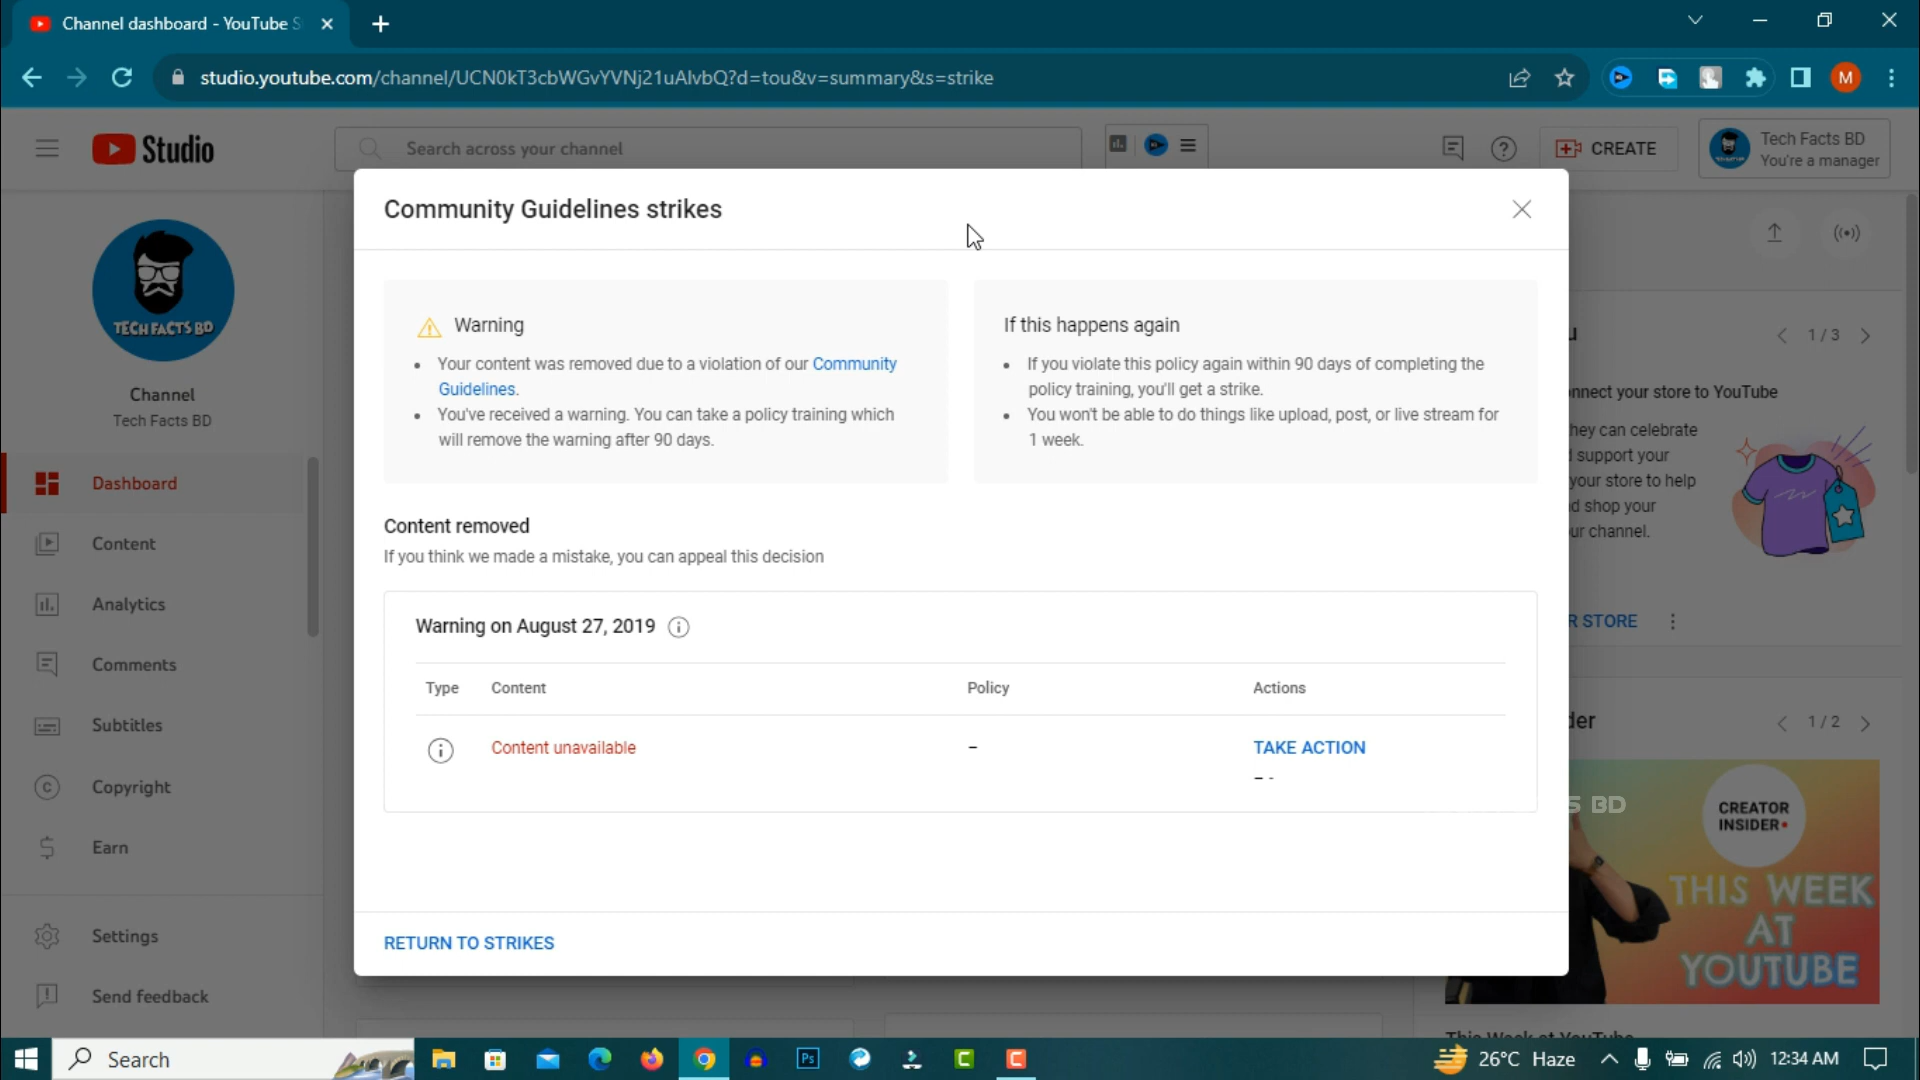 Channel dashboard - YouTube S
studio.youtube.com/channel/UCN0kT3cbWGvYVNj21uAlvbQ?d=tou&v=summary&s=strike
M
Studio
Search across your channel
CREATE
Tech Facts BD
You're a manager
TECH FACTS BD
Channel
Tech Facts BD
Dashboard
Content
Analytics
Comments
Subtitles
Copyright
Earn
Settings
Send feedback
Community Guidelines strikes
Warning
• Your content was removed due to a violation of our Community
Guidelines.
• You've received a warning. You can take a policy training which
will remove the warning after 90 days.
If this happens again
• If you violate this policy again within 90 days of completing the
policy training, you'll get a strike.
• You won't be able to do things like upload, post, or live stream for
1 week.
Content removed
If you think we made a mistake, you can appeal this decision
Warning on August 27, 2019
Type Content Policy Actions
Content unavailable – TAKE ACTION
– -
RETURN TO STRIKES
u
1 / 3
nnect your store to YouTube
hey can celebrate
support your
your store to help
d shop your
ur channel.
R STORE
der
1 / 2
S BD
CREATOR
INSIDER
THIS WEEK
AT
YOUTUBE
This Week at YouTube
Search
Ps
C
C
26°C Haze
12:34 AM